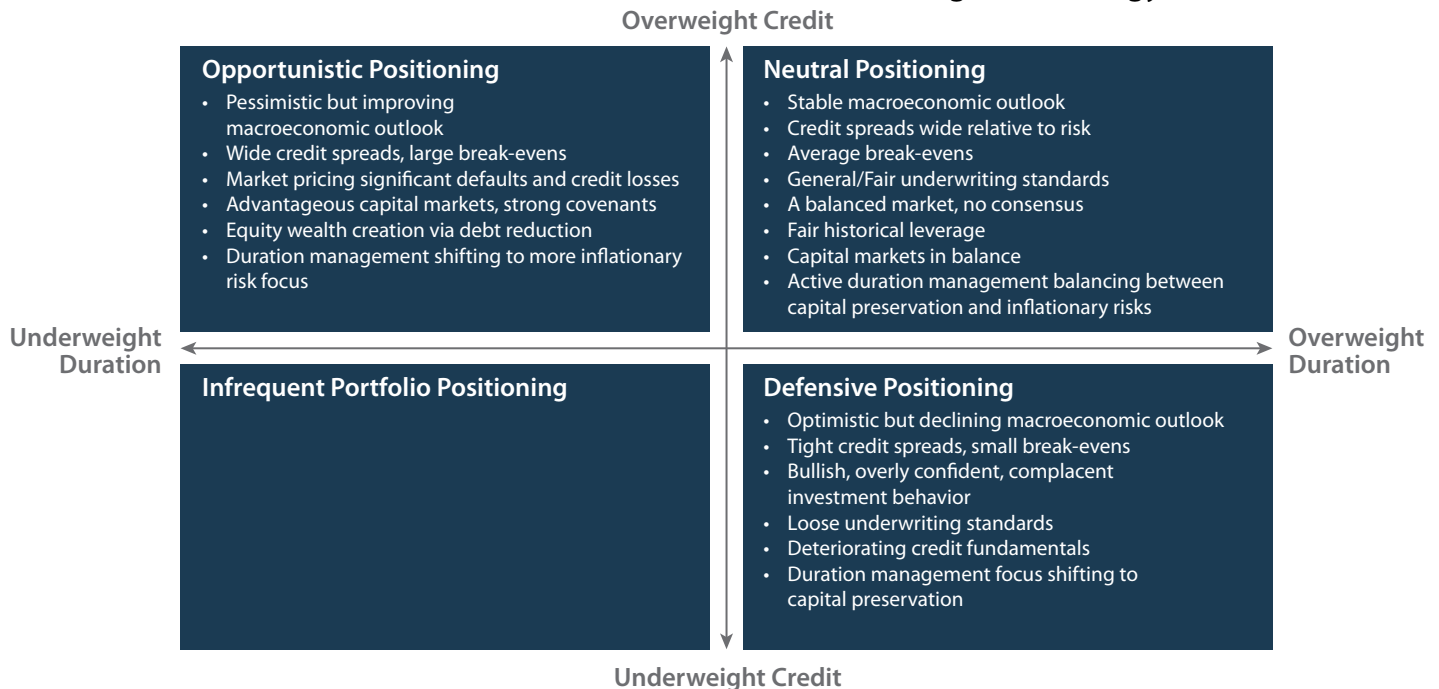 Overweight Credit
Opportunistic Positioning
• Pessimistic but improving
macroeconomic outlook
• Wide credit spreads, large break-evens
• Market pricing significant defaults and credit losses
• Advantageous capital markets, strong covenants
• Equity wealth creation via debt reduction
• Duration management shifting to more inflationary
risk focus
Neutral Positioning
• Stable macroeconomic outlook
• Credit spreads wide relative to risk
• Average break-evens
• General/Fair underwriting standards
• A balanced market, no consensus
• Fair historical leverage
• Capital markets in balance
• Active duration management balancing between
capital preservation and inflationary risks
Underweight
Duration
Overweight
Duration
Infrequent Portfolio Positioning
Defensive Positioning
• Optimistic but declining macroeconomic outlook
• Tight credit spreads, small break-evens
• Bullish, overly confident, complacent
investment behavior
• Loose underwriting standards
• Deteriorating credit fundamentals
• Duration management focus shifting to
capital preservation
Underweight Credit